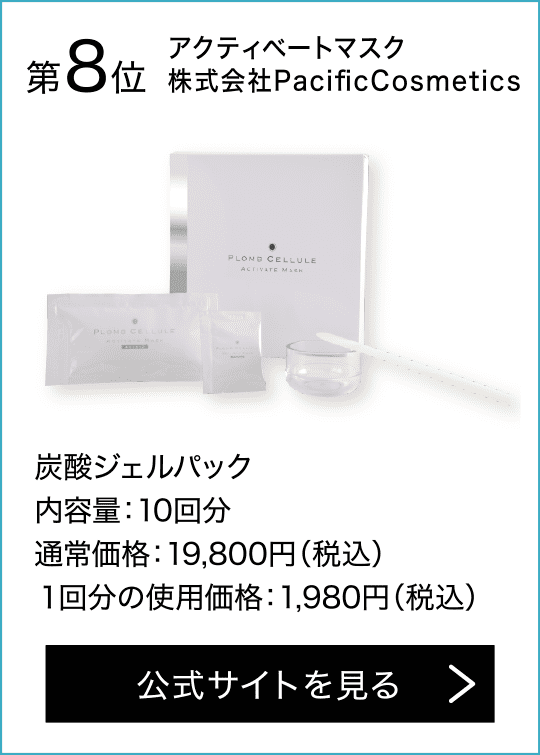 第8位
アクティベートマスク
株式会社PacificCosmetics
PLOMB CELLULE
ACTIVATE MASK
PLOMB CELLULE
炭酸ジェルパック
内容量：10回分
通常価格：19,800円（税込）
1回分の使用価格：1,980円（税込）
公式サイトを見る